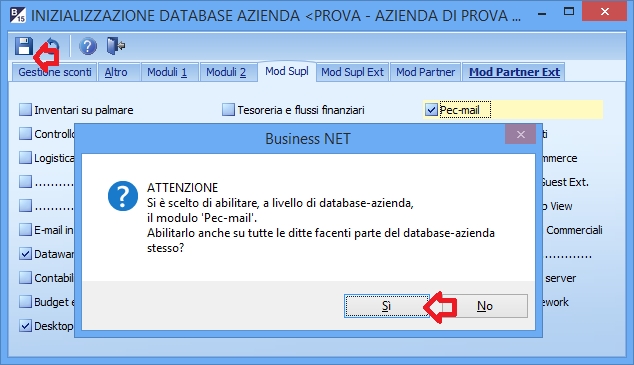 B 15 INIZIALIZZAZIONE DATABASE AZIENDA <PROVA - AZIENDA DI PROVA ...
Gestione sconti Altro Moduli 1 Moduli 2 Mod Supl Mod Supl Ext Mod Partner Mod Partner Ext
Inventari su palmare Tesoreria e flussi finanziari Pec-mail
Controllo
Logistica mmerce
.......... Guest Ext.
.......... View
E-mail in Commerciali
Datawar .............
Contabil server
Budget e work
Desktop
Business NET
ATTENZIONE
Si è scelto di abilitare, a livello di database-azienda,
il modulo 'Pec-mail'.
Abilitarlo anche su tutte le ditte facenti parte del database-azienda
stesso?
Sì No